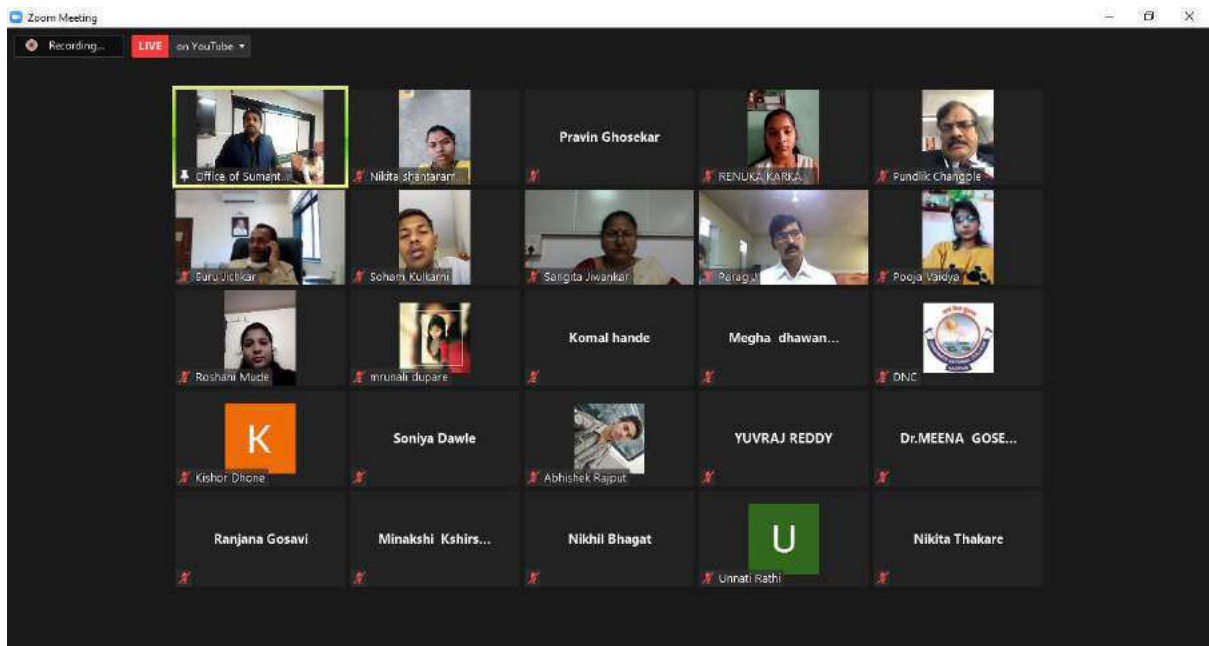 Zoom Meeting
Recording...
LIVE on YouTube
Office of Sumant...
Nikita shantaram...
Pravin Ghosekar
RENUKA KARKA...
Pundlik Changole
Suru Jichkar
Soham Kulkarni
Sangita Jiwankar
Parag J
Pooja Vaidya
Roshani Mude
mrunali dupare
Komal hande
Megha dhawan...
DNC
K
Kishor Dhone
Soniya Dawle
Abhishek Rajput
YUVRAJ REDDY
Dr.MEENA GOSE...
Ranjana Gosavi
Minakshi Kshirs...
Nikhil Bhagat
U
Unnati Rathi
Nikita Thakare